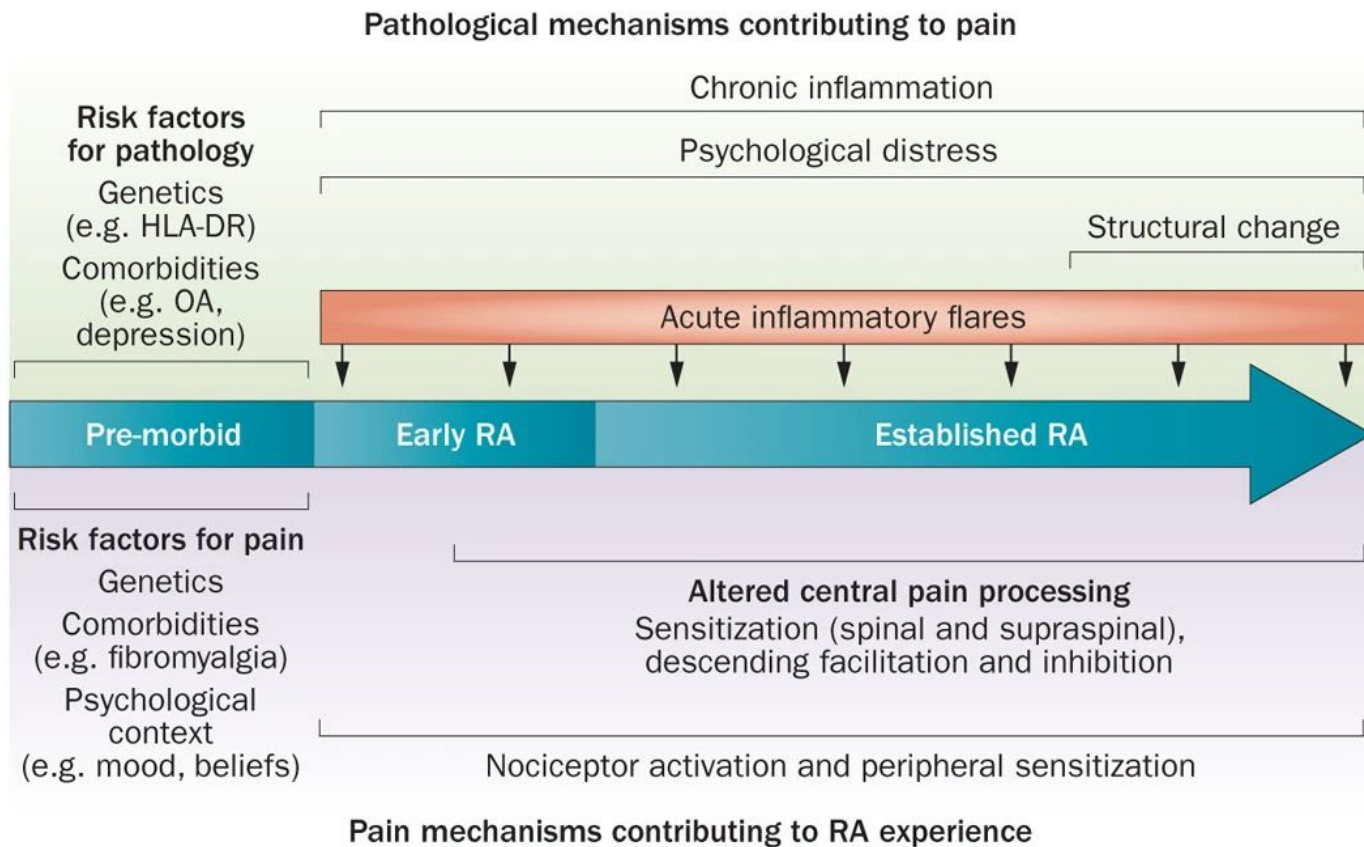 Pathological mechanisms contributing to pain
Chronic inflammation
Risk factors
for pathology
Psychological distress
Genetics
(e.g. HLA-DR)
Structural change
Comorbidities
(e.g. OA,
depression)
Acute inflammatory flares
Pre-morbid
Early RA
Established RA
Risk factors for pain
Genetics
Comorbidities
(e.g. fibromyalgia)
Psychological
context
(e.g. mood, beliefs)
Altered central pain processing
Sensitization (spinal and supraspinal),
descending facilitation and inhibition
Nociceptor activation and peripheral sensitization
Pain mechanisms contributing to RA experience